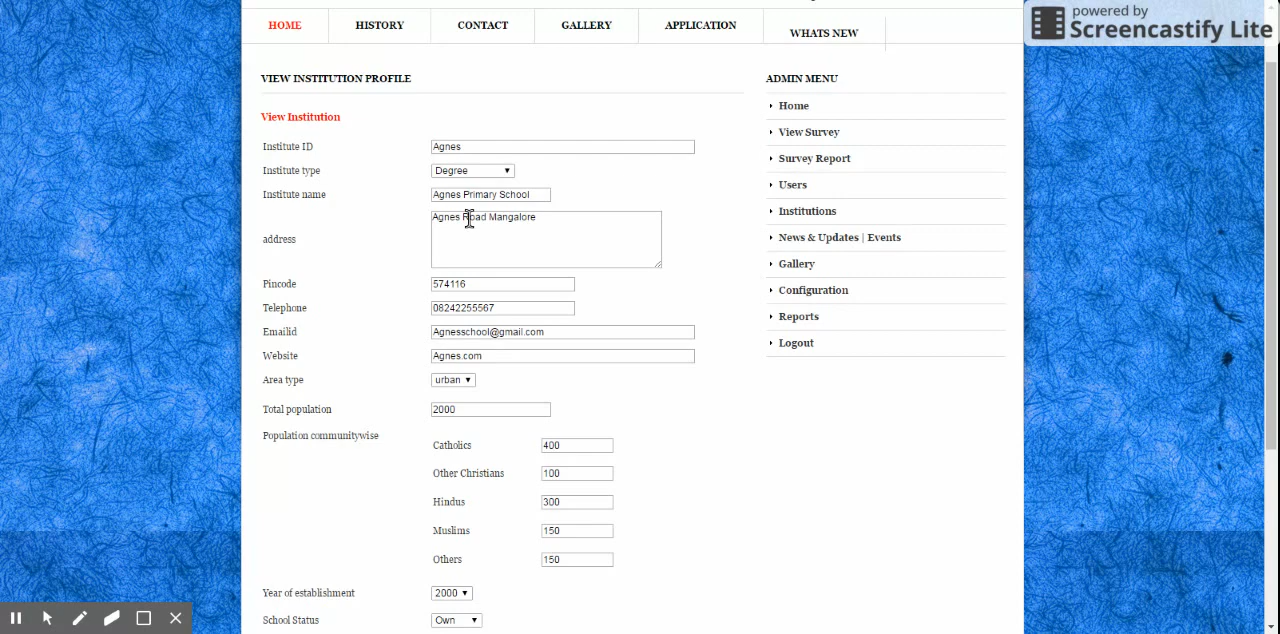 powered by
Screencastify Lite
HOME HISTORY CONTACT GALLERY APPLICATION WHATS NEW
VIEW INSTITUTION PROFILE
View Institution
Institute ID Agnes
Institute type Degree
Institute name Agnes Primary School
address Agnes Road Mangalore
Pincode 574116
Telephone 08242255567
Emailid Agnesschool@gmail.com
Website Agnes.com
Area type urban
Total population 2000
Population communitywise
Catholics 400
Other Christians 100
Hindus 300
Muslims 150
Others 150
Year of establishment 2000
School Status Own
ADMIN MENU
Home
View Survey
Survey Report
Users
Institutions
News & Updates | Events
Gallery
Configuration
Reports
Logout